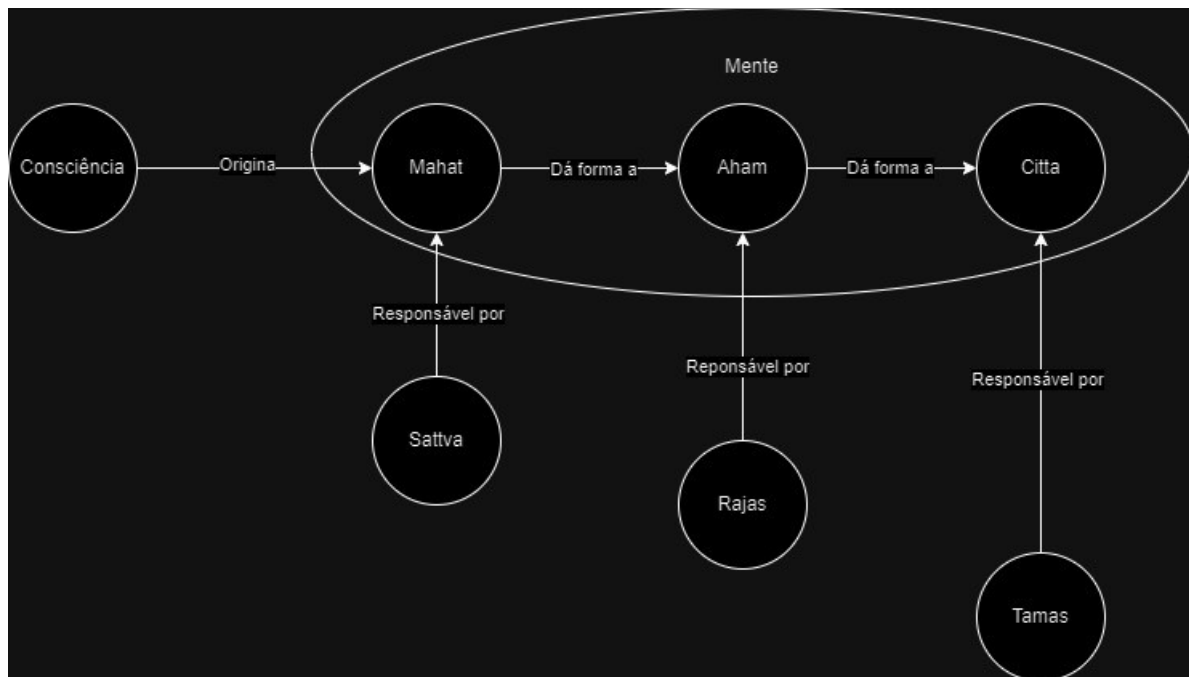 Mente
Consciência
Origina
Mahat
Dá forma a
Aham
Dá forma a
Citta
Responsável por
Reponsável por
Responsável por
Sattva
Rajas
Tamas